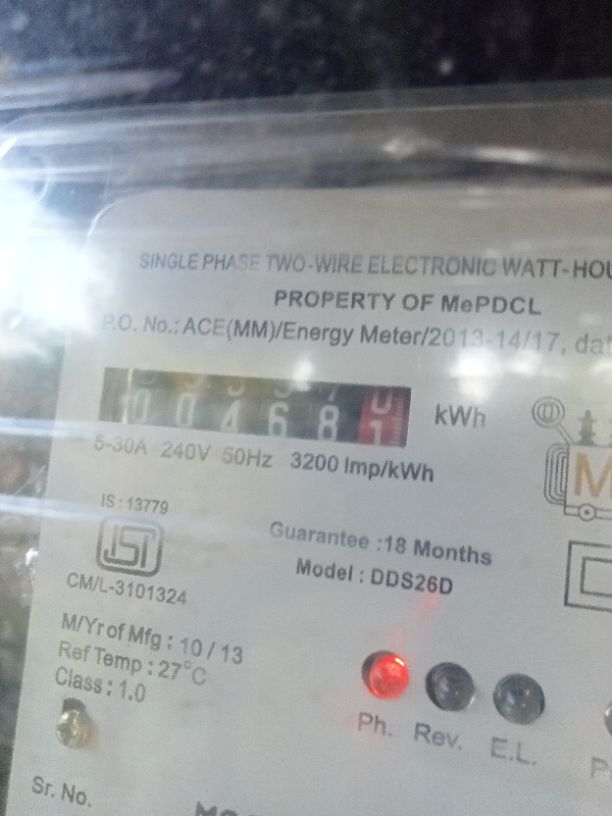 SINGLE PHASE TWO-WIRE ELECTRONIC WATT-HOU
PROPERTY OF MePDCL
P.O. No.: ACE(MM)/Energy Meter/2013-14/17, dat
004681 kWh
5-30A 240V 50Hz 3200 Imp/kWh
IS : 13779
ISI
CM/L-3101324
Guarantee :18 Months
Model : DDS26D
M/Yr of Mfg : 10 / 13
Ref Temp : 27°C
Class : 1.0
Ph. Rev. E.L. P
Sr. No.
M